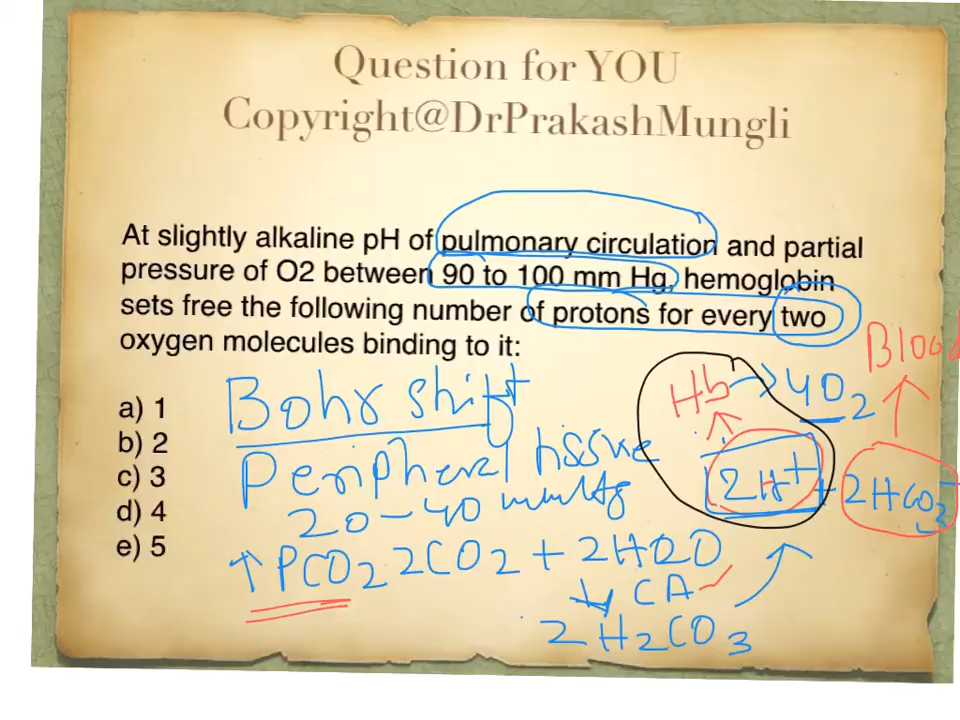 Question for YOU
Copyright@DrPrakashMungli
At slightly alkaline pH of pulmonary circulation and partial
pressure of O2 between 90 to 100 mm Hg, hemoglobin
sets free the following number of protons for every two
oxygen molecules binding to it:
a) 1
b) 2
c) 3
d) 4
e) 5
Bohr shift
Peripheral tissue
20-40 mmHg
↑ PCO2 2CO2 + 2H2O
↓ CA
2H2CO3
Hb → 4O2
2H+ + 2HCO3-
Blood